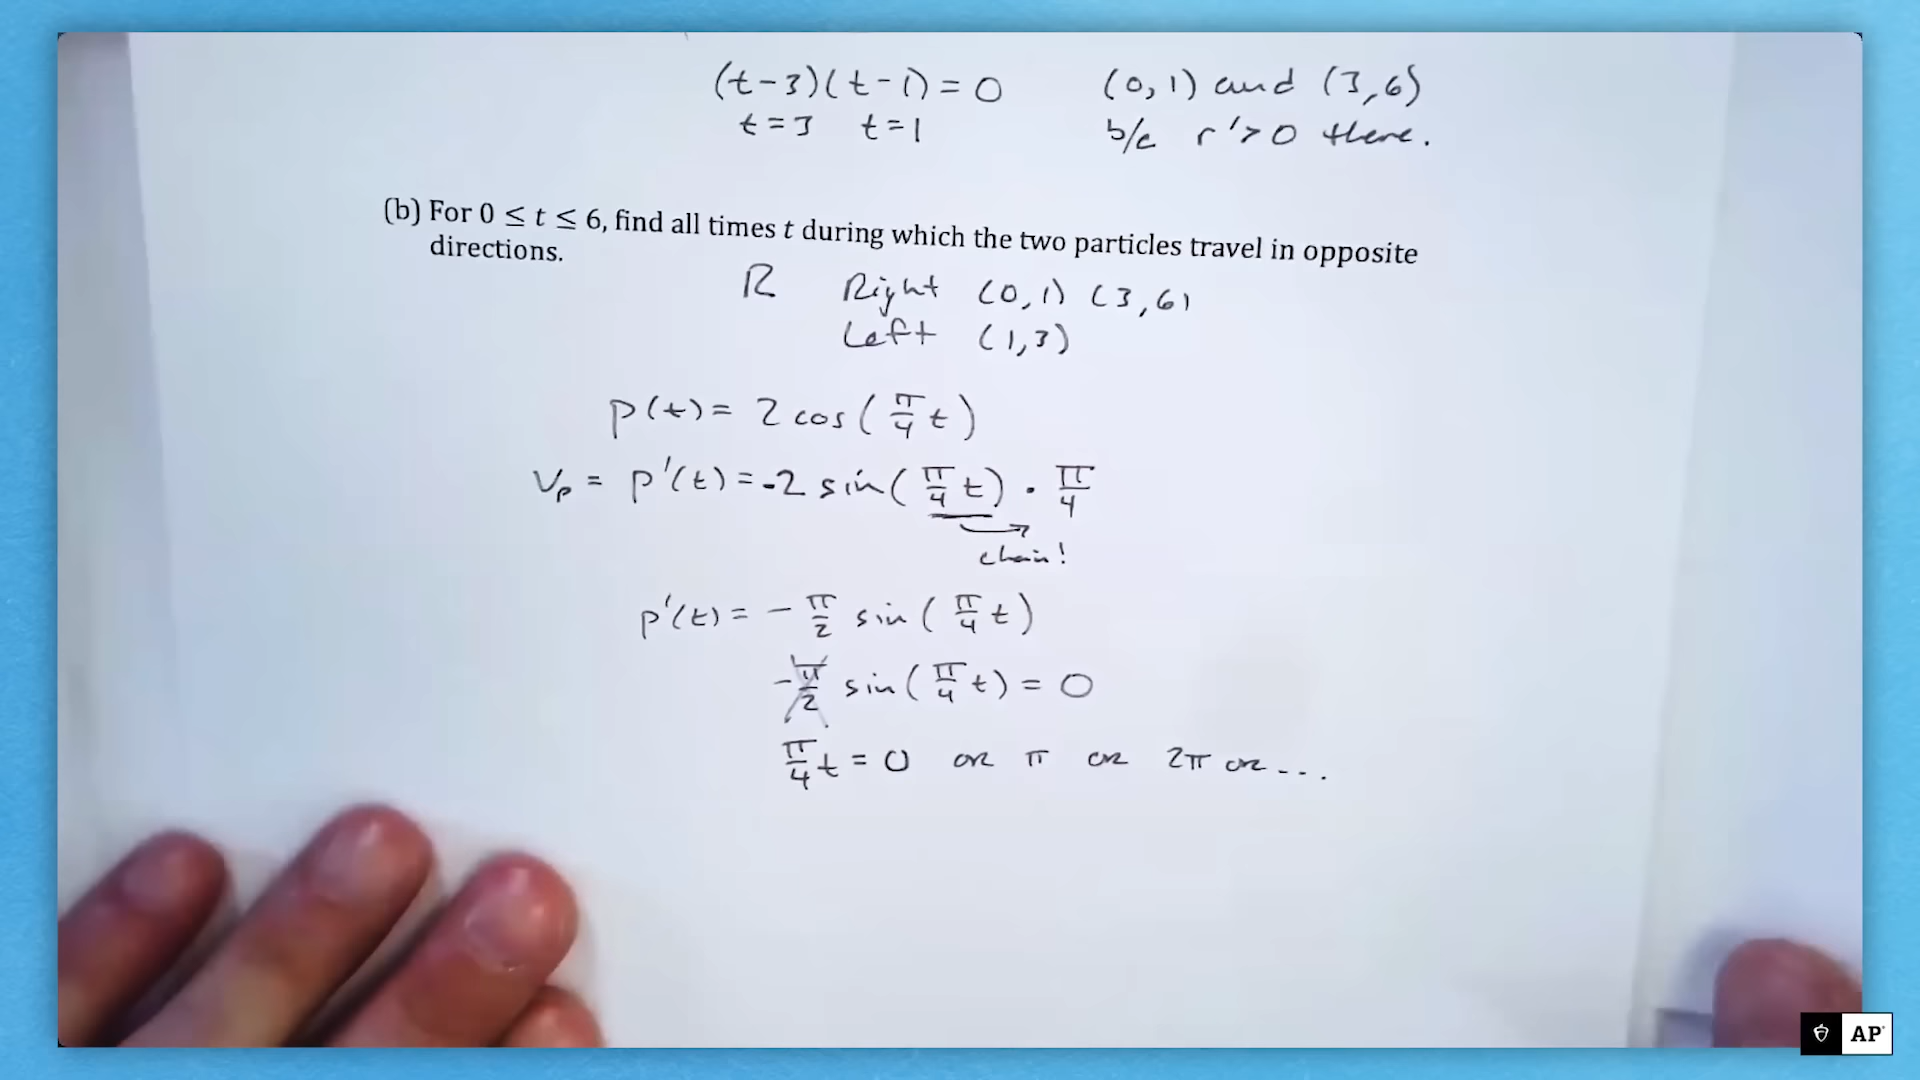 (t-3)(t-1) = 0 (0,1) and (3,6)
t = 3 t = 1 b/c r' > 0 there.
(b) For 0 ≤ t ≤ 6, find all times t during which the two particles travel in opposite
directions.
R Right (0,1) (3,6)
Left (1,3)
p(t) = 2 cos(π/4 t)
Vp = p'(t) = -2 sin(π/4 t) · π/4
chain!
p'(t) = - π/2 sin(π/4 t)
-π/2 sin(π/4 t) = 0
π/4 t = 0 or π or 2π or ....
AP